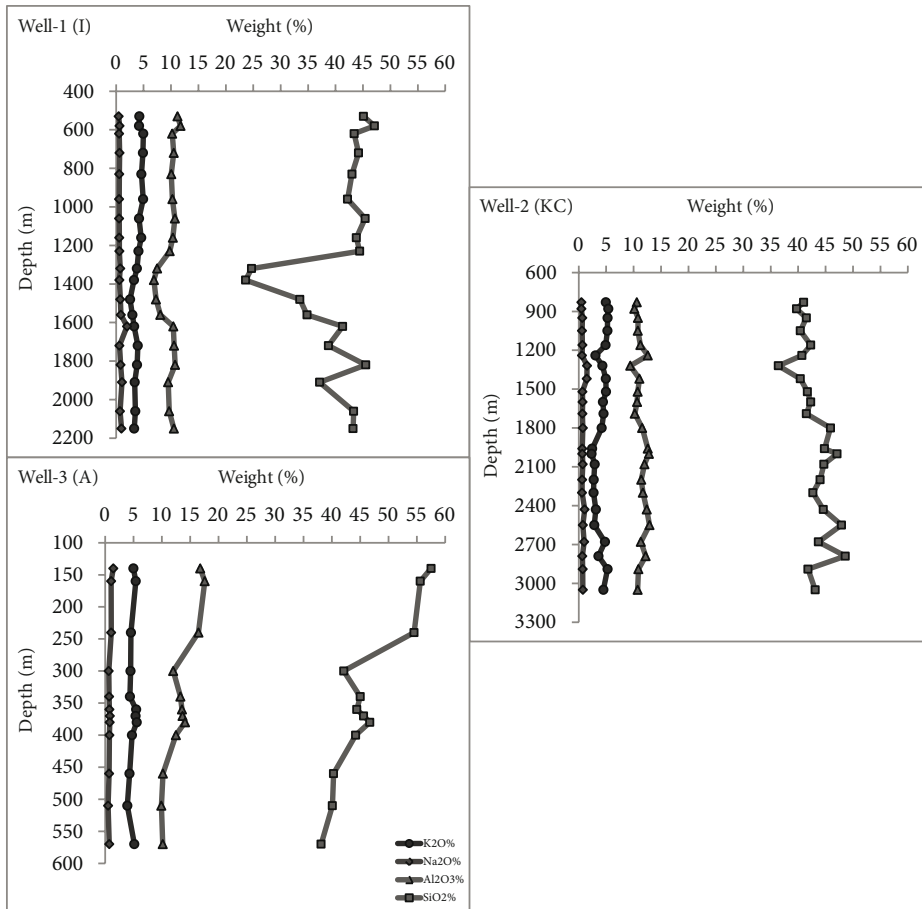 Well-1 (I) Weight (%)
0 5 10 15 20 25 30 35 40 45 50 55 60
400
600
800
1000
1200
1400
1600
1800
2000
2200
Depth (m)
Well-2 (KC) Weight (%)
0 5 10 15 20 25 30 35 40 45 50 55 60
600
900
1200
1500
1800
2100
2400
2700
3000
3300
Depth (m)
Well-3 (A) Weight (%)
0 5 10 15 20 25 30 35 40 45 50 55 60
100
150
200
250
300
350
400
450
500
550
600
Depth (m)
K2O%
Na2O%
Al2O3%
SiO2%